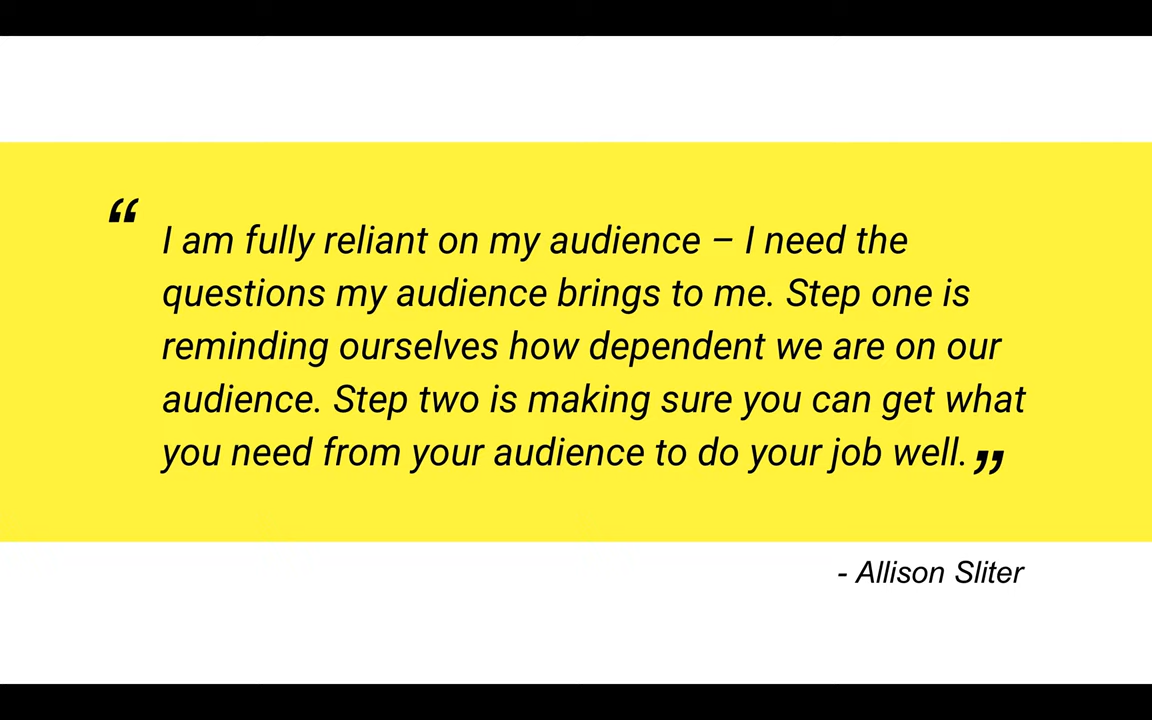 “ I am fully reliant on my audience – I need the
questions my audience brings to me. Step one is
reminding ourselves how dependent we are on our
audience. Step two is making sure you can get what
you need from your audience to do your job well. ”
- Allison Sliter